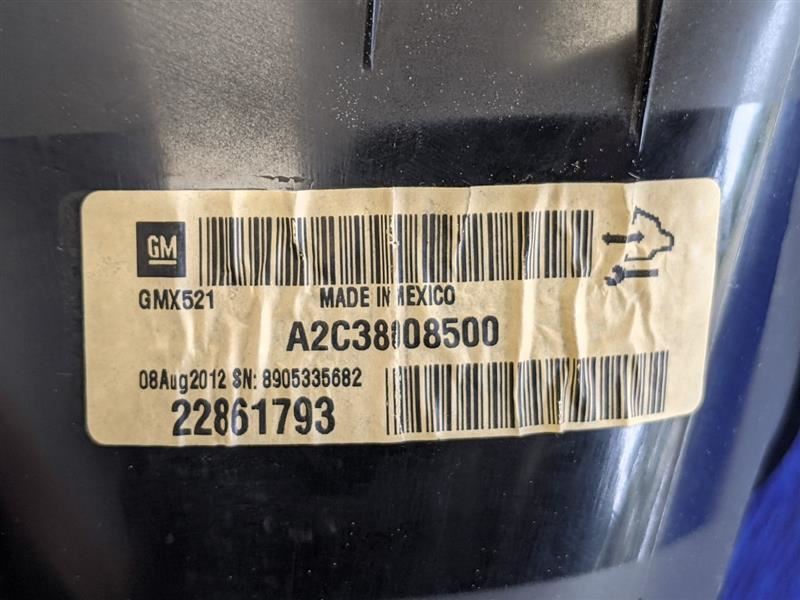 GM
GMX521 MADE IN MEXICO
A2C38008500
08Aug2012 SN: 8905335682
22861793